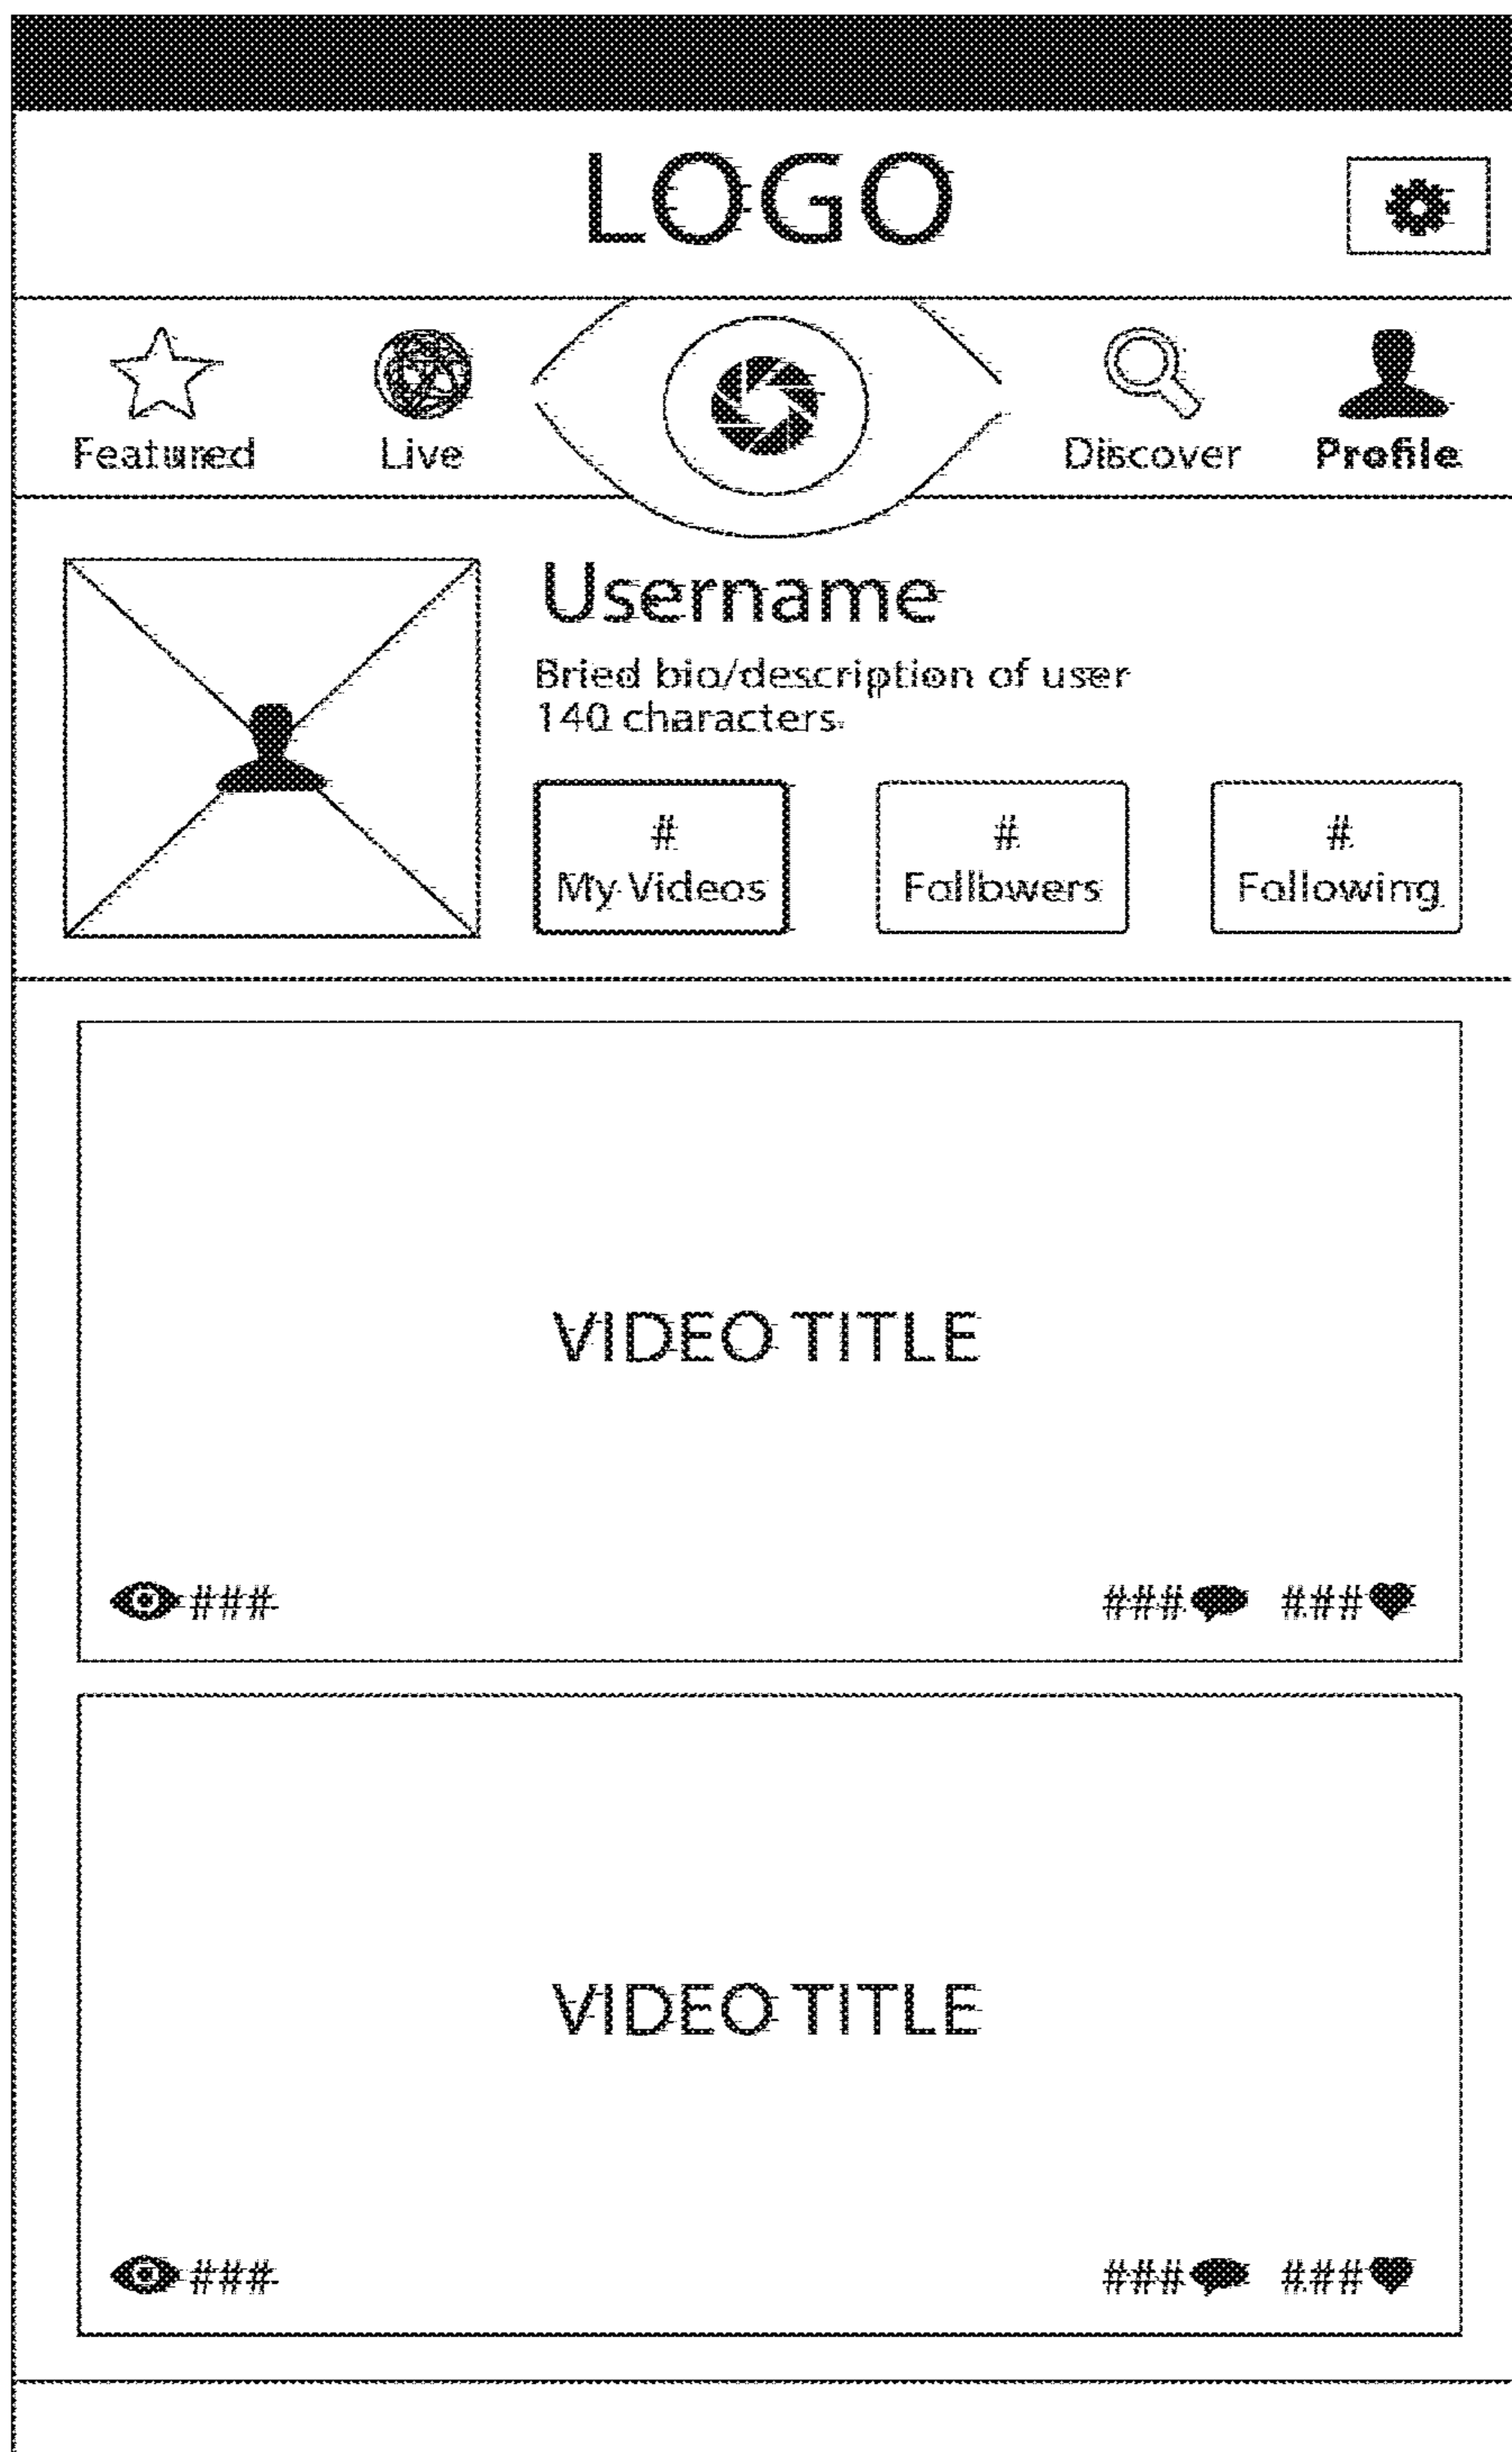 LOGO
Featured Live Discover Profile
Username
Bried bio/description of user
140 characters
# # #
My Videos Followers Following
VIDEO TITLE
### ### ###
VIDEO TITLE
### ### ###